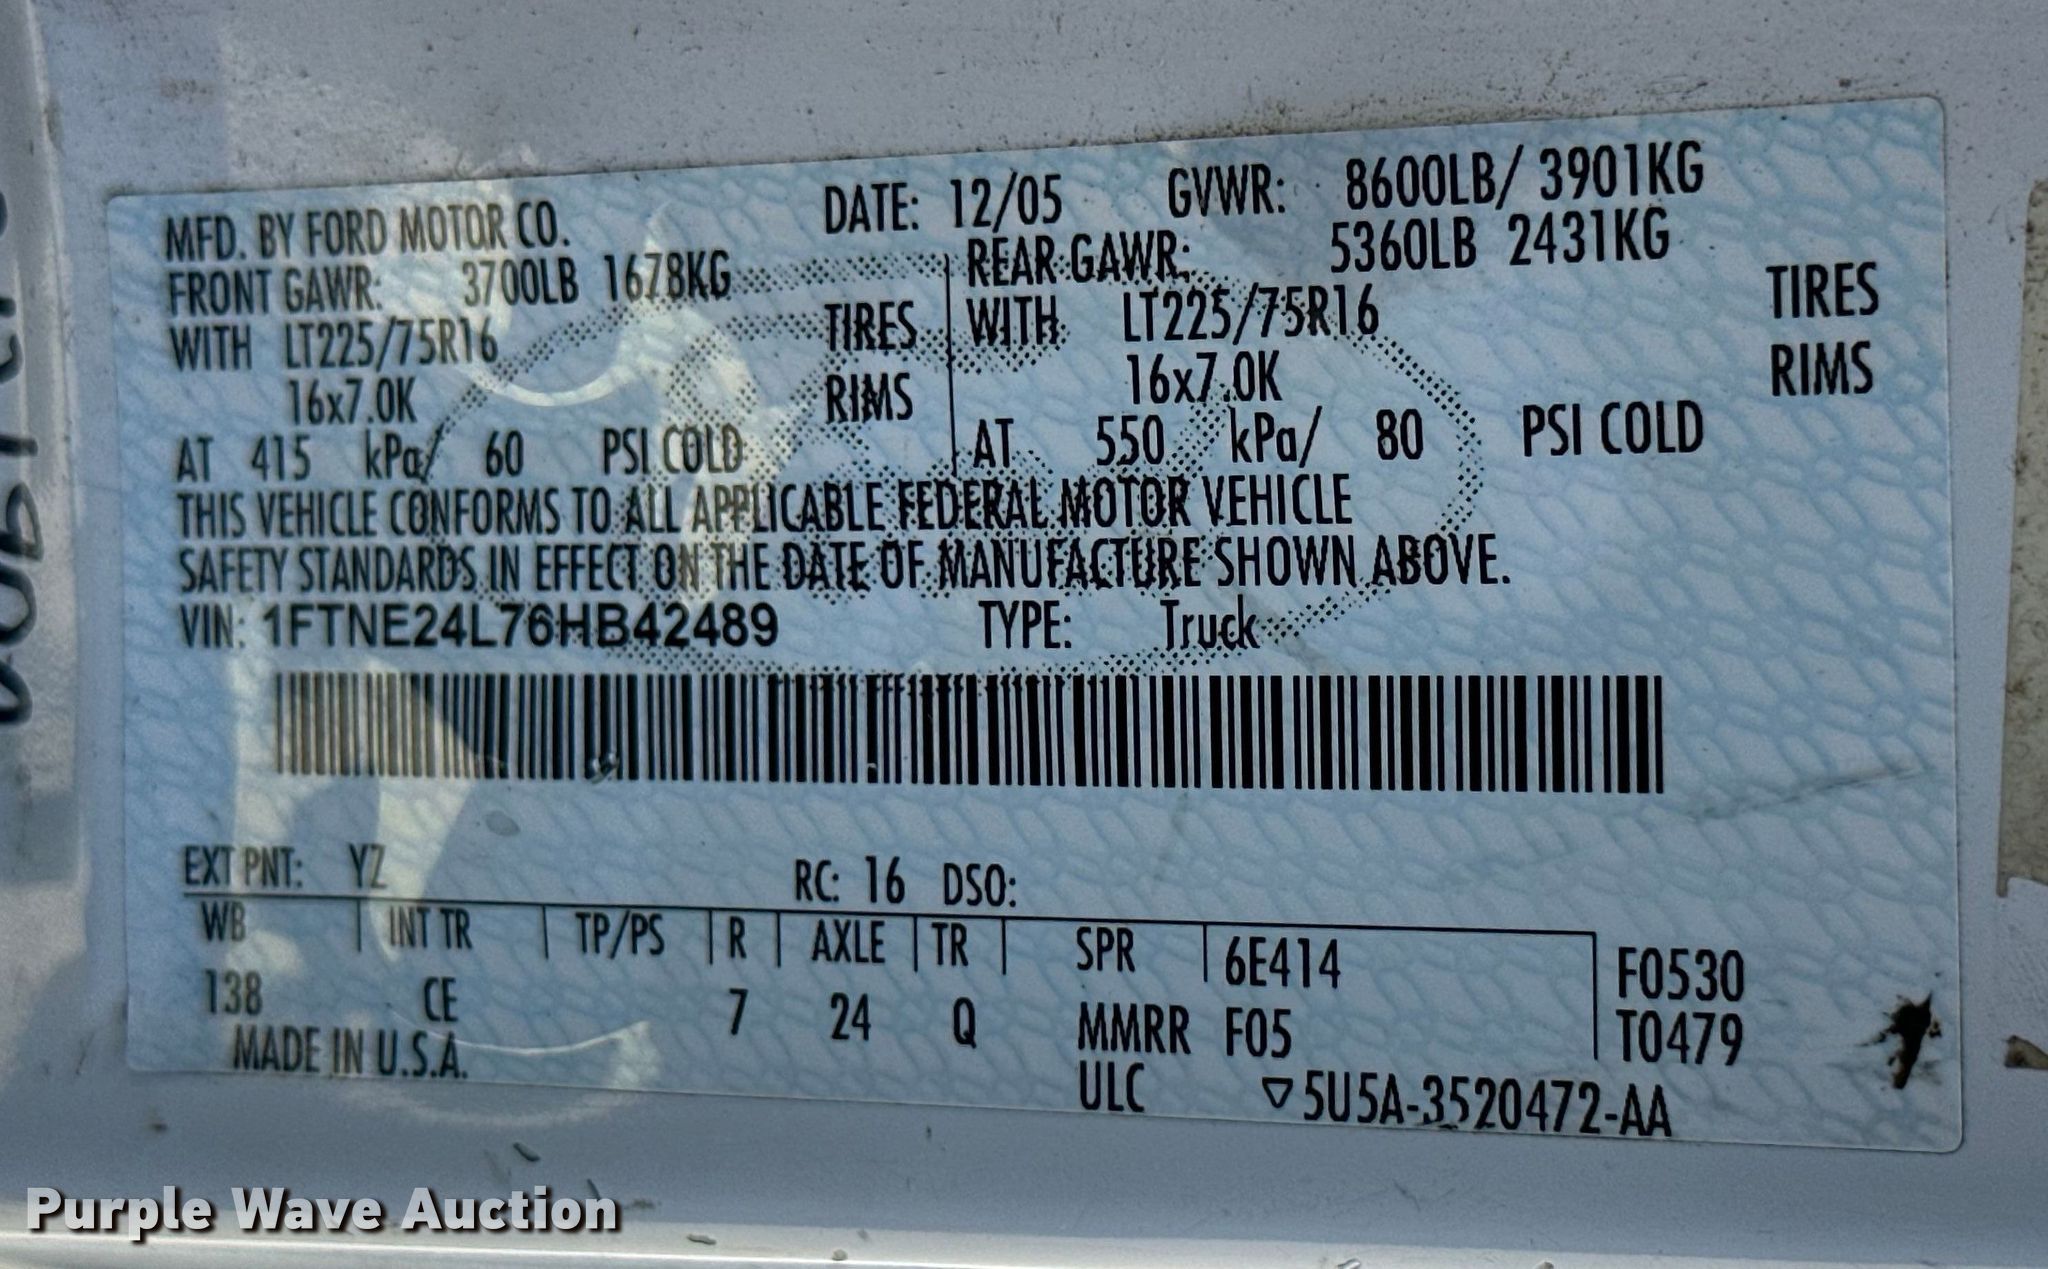 MFD. BY FORD MOTOR CO. DATE: 12/05 GVWR: 8600LB/ 3901KG
FRONT GAWR: 3700LB 1678KG REAR GAWR: 5360LB 2431KG
WITH LT225/75R16 TIRES WITH LT225/75R16 TIRES
16x7.0K RIMS 16x7.0K RIMS
AT 415 kPa/ 60 PSI COLD AT 550 kPa/ 80 PSI COLD
THIS VEHICLE CONFORMS TO ALL APPLICABLE FEDERAL MOTOR VEHICLE
SAFETY STANDARDS IN EFFECT ON THE DATE OF MANUFACTURE SHOWN ABOVE.
VIN: 1FTNE24L76HB42489 TYPE: Truck
EXT PNT: YZ RC: 16 DSO:
WB INT TR TP/PS R AXLE TR SPR 6E414 F0530
138 CE 7 24 Q MMRR F05 T0479
MADE IN U.S.A. ULC ▽5U5A-3520472-AA
Purple Wave Auction